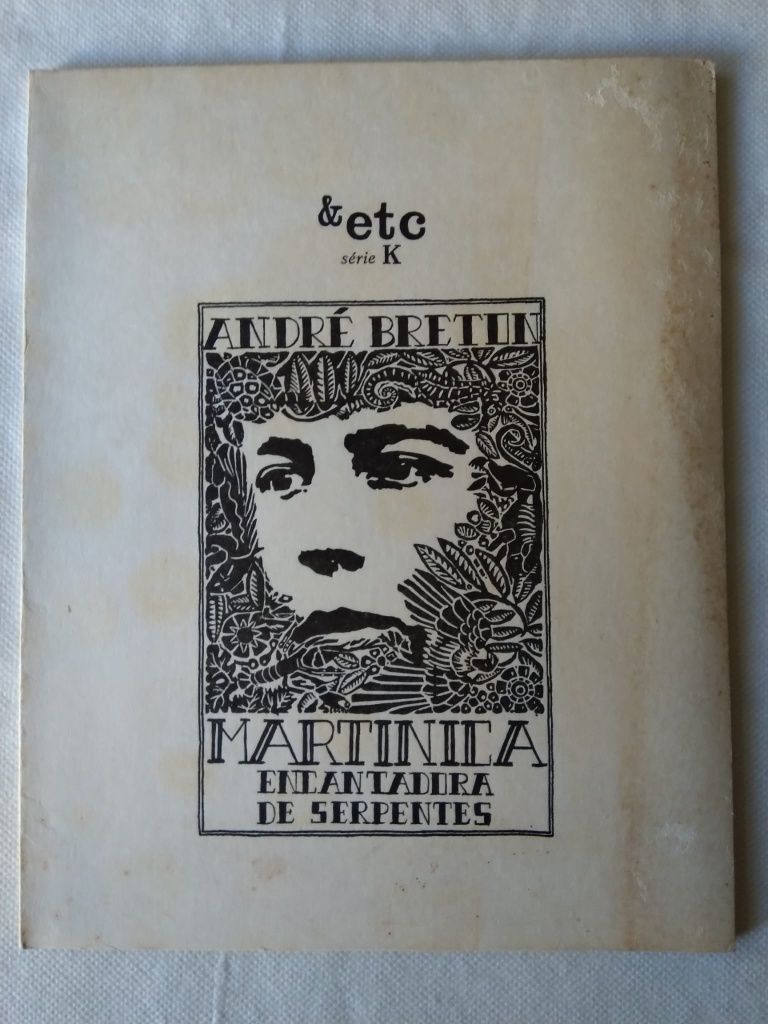 & etc
série K
ANDRÉ BRETON
MARTINICA
ENCANTADORA
DE SERPENTES